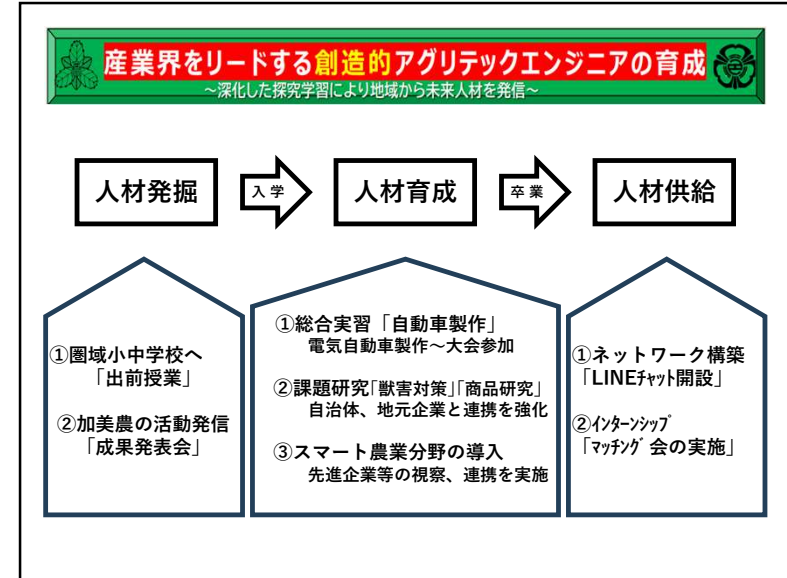 産業界をリードする創造的アグリテックエンジニアの育成
～深化した探究学習により地域から未来人材を発信～
人材発掘
入学
人材育成
卒業
人材供給
①圏域小中学校へ
「出前授業」
②加美農の活動発信
「成果発表会」
①総合実習「自動車製作」
電気自動車製作～大会参加
②課題研究「獣害対策」「商品研究」
自治体、地元企業と連携を強化
③スマート農業分野の導入
先進企業等の視察、連携を実施
①ネットワーク構築
「LINEﾁｬｯﾄ開設」
②ｲﾝﾀｰﾝｼｯﾌﾟ
「ﾏｯﾁﾝｸﾞ会の実施」